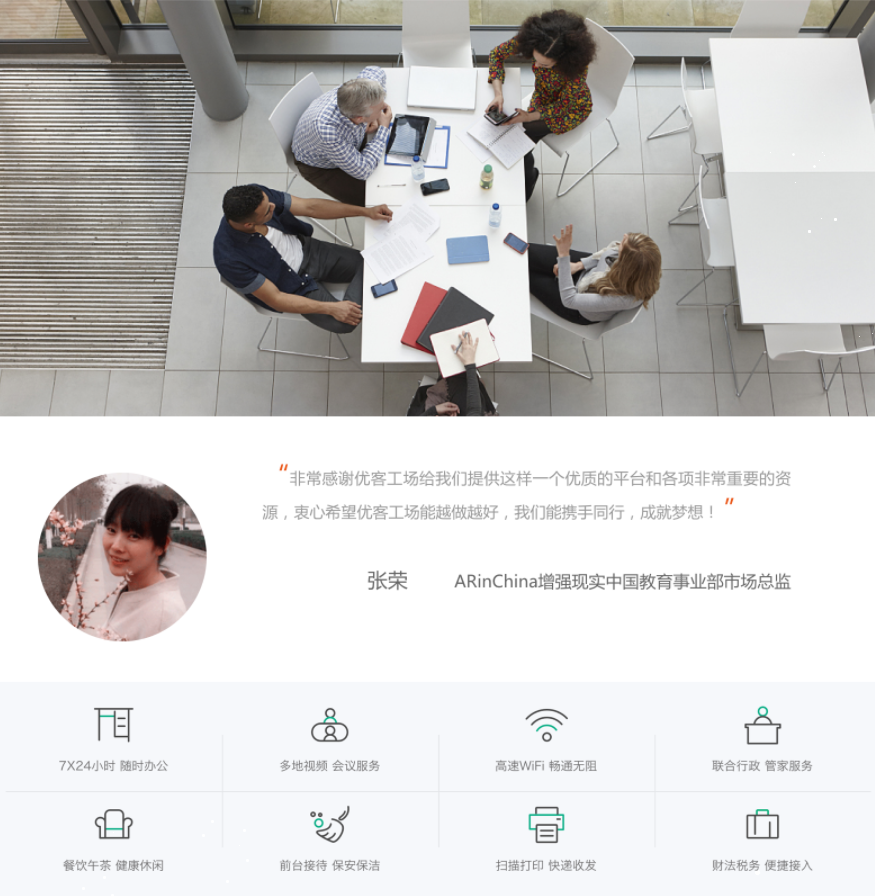 “非常感谢优客工场给我们提供这样一个优质的平台和各项非常重要的资
源，衷心希望优客工场能越做越好，我们能携手同行，成就梦想！”
张荣 ARinChina增强现实中国教育事业部市场总监
7X24小时 随时办公 多地视频 会议服务 高速WiFi 畅通无阻 联合行政 管家服务
餐饮午茶 健康休闲 前台接待 保安保洁 扫描打印 快递收发 财法税务 便捷接入